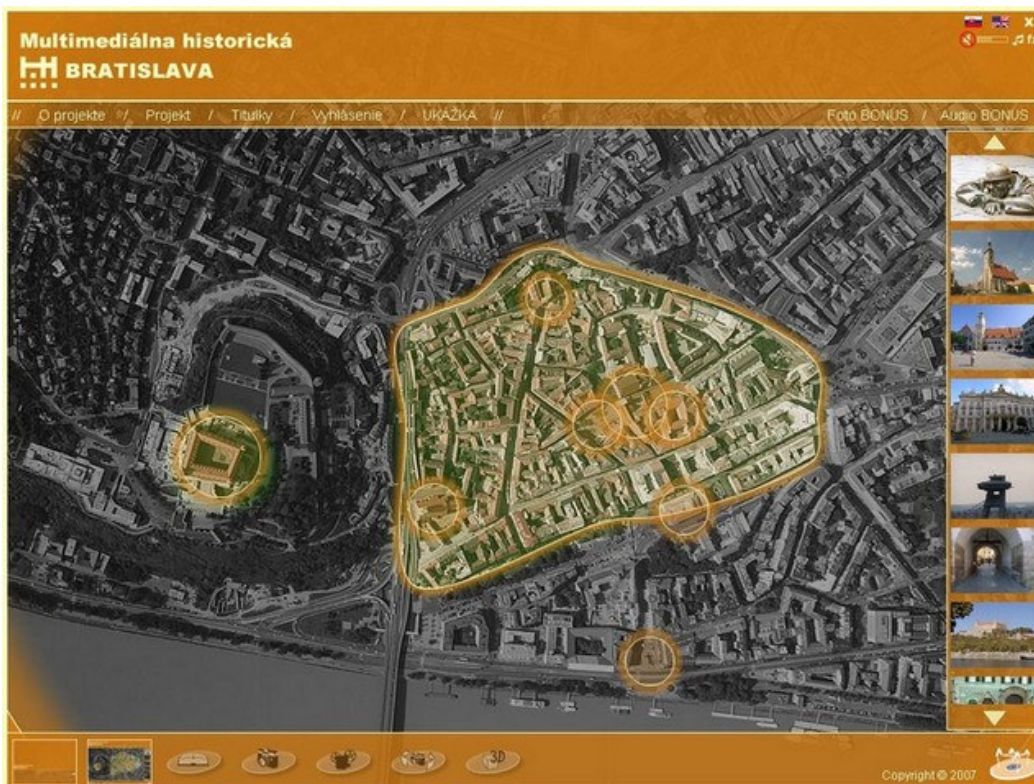 X
Multimediálna historická
BRATISLAVA
// O projekte / Projekt / Titulky / Vyhlásenie / UKÁŽKA //
Foto BONUS / Audio BONUS
3D
Copyright © 2007